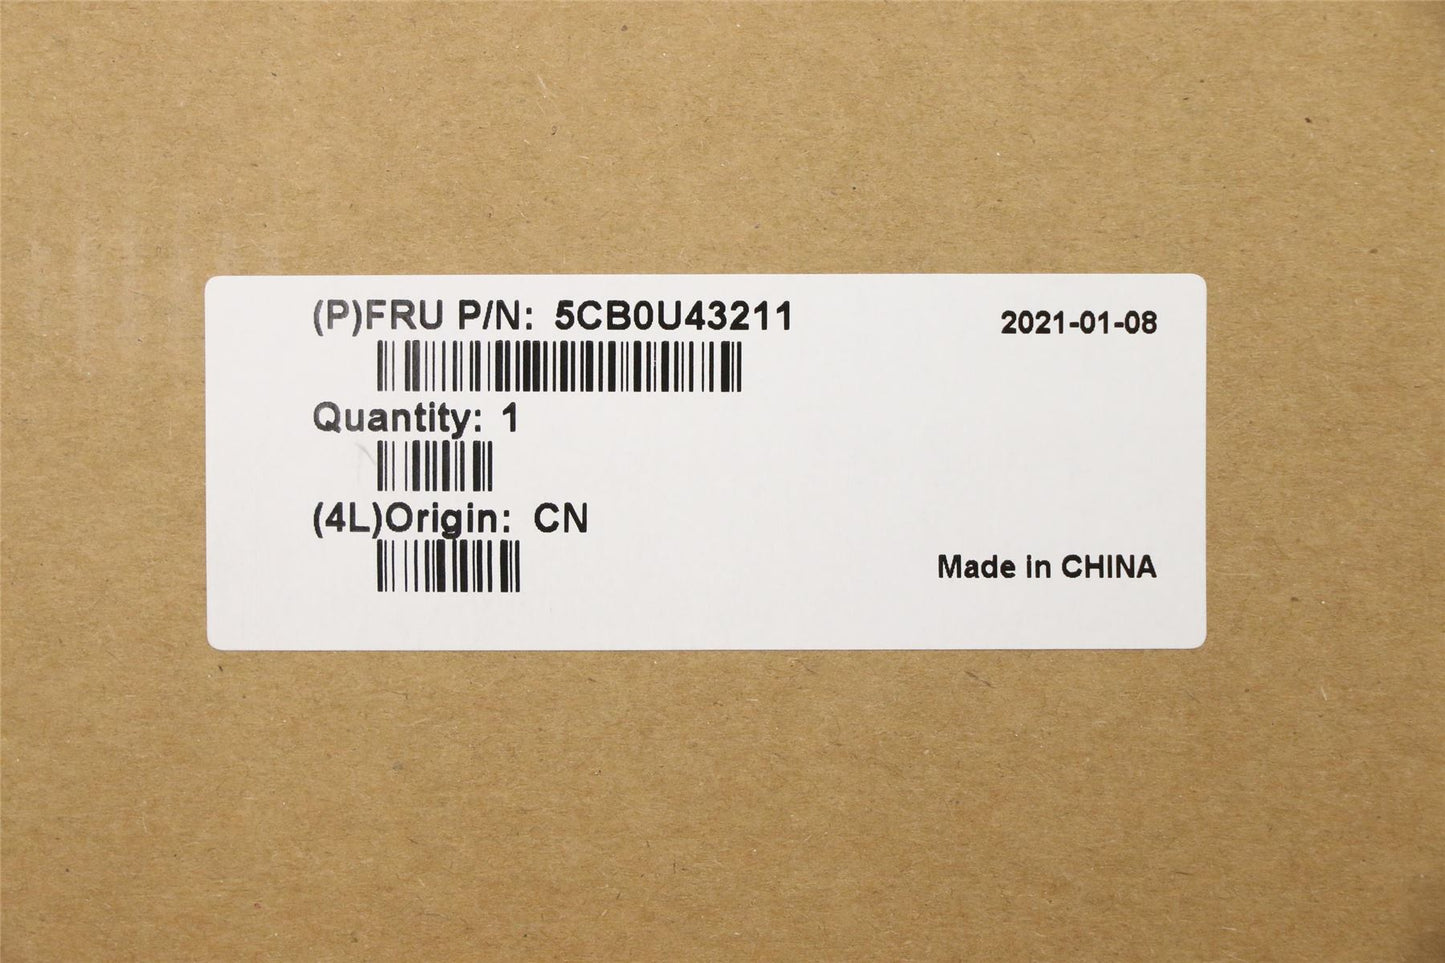 (P)FRU P/N: 5CB0U43211
2021-01-08
Quantity: 1
(4L)Origin: CN
Made in CHINA